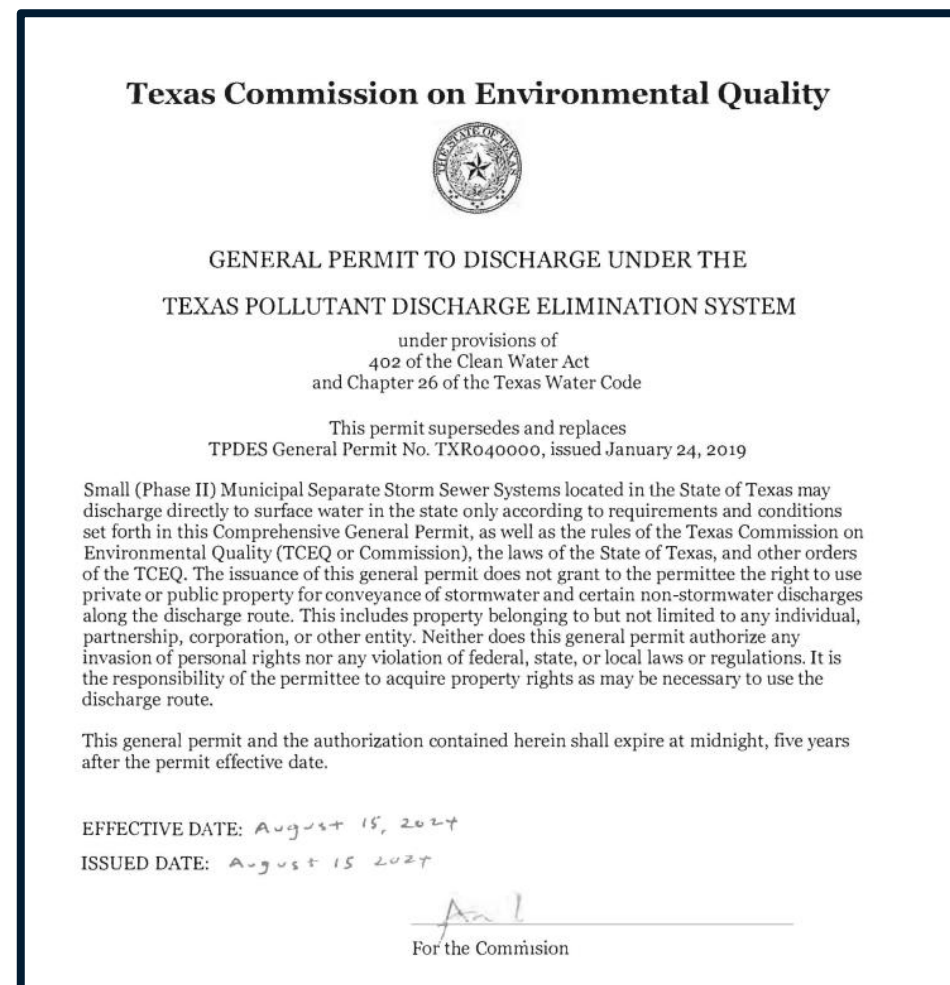 Texas Commission on Environmental Quality
THE STATE OF TEXAS
GENERAL PERMIT TO DISCHARGE UNDER THE
TEXAS POLLUTANT DISCHARGE ELIMINATION SYSTEM
under provisions of
402 of the Clean Water Act
and Chapter 26 of the Texas Water Code
This permit supersedes and replaces
TPDES General Permit No. TXR040000, issued January 24, 2019
Small (Phase II) Municipal Separate Storm Sewer Systems located in the State of Texas may
discharge directly to surface water in the state only according to requirements and conditions
set forth in this Comprehensive General Permit, as well as the rules of the Texas Commission on
Environmental Quality (TCEQ or Commission), the laws of the State of Texas, and other orders
of the TCEQ. The issuance of this general permit does not grant to the permittee the right to use
private or public property for conveyance of stormwater and certain non-stormwater discharges
along the discharge route. This includes property belonging to but not limited to any individual,
partnership, corporation, or other entity. Neither does this general permit authorize any
invasion of personal rights nor any violation of federal, state, or local laws or regulations. It is
the responsibility of the permittee to acquire property rights as may be necessary to use the
discharge route.
This general permit and the authorization contained herein shall expire at midnight, five years
after the permit effective date.
EFFECTIVE DATE: August 15, 2024
ISSUED DATE: August 15 2024
For the Commision